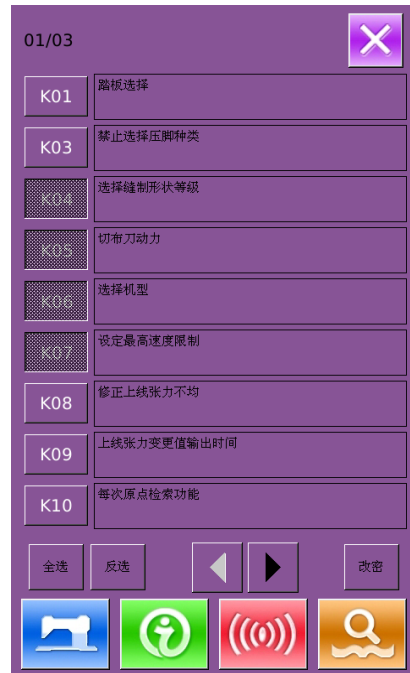 01/03
K01 踏板选择
K03 禁止选择压脚种类
K04 选择缝制形状等级
K05 切布刀动力
K06 选择机型
K07 设定最高速度限制
K08 修正上线张力不均
K09 上线张力变更值输出时间
K10 每次原点检索功能
全选 反选 改密